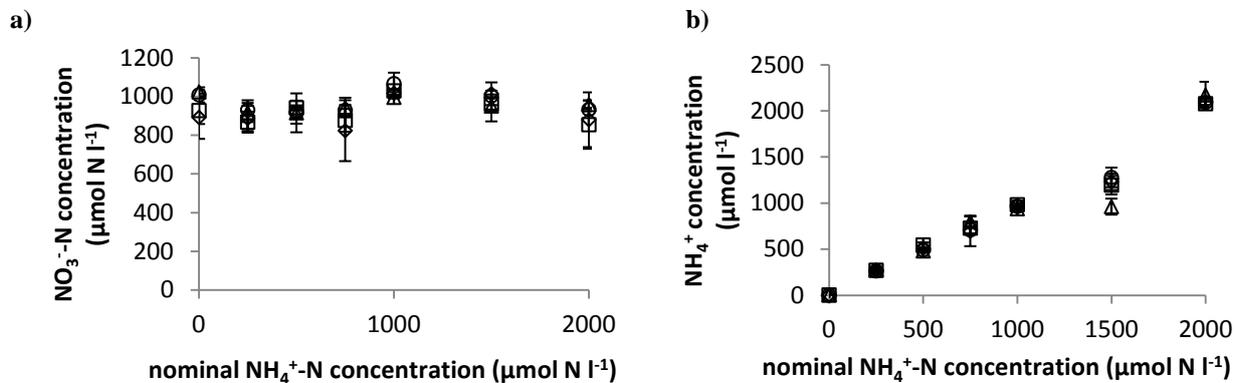 a)
NO₃⁻-N concentration
(µmol N l⁻¹)
1200
1000
800
600
400
200
0
0 1000 2000
nominal NH₄⁺-N concentration (µmol N l⁻¹)
b)
NH₄⁺ concentration
(µmol l⁻¹)
2500
2000
1500
1000
500
0
0 500 1000 1500 2000
nominal NH₄⁺-N concentration (µmol N l⁻¹)